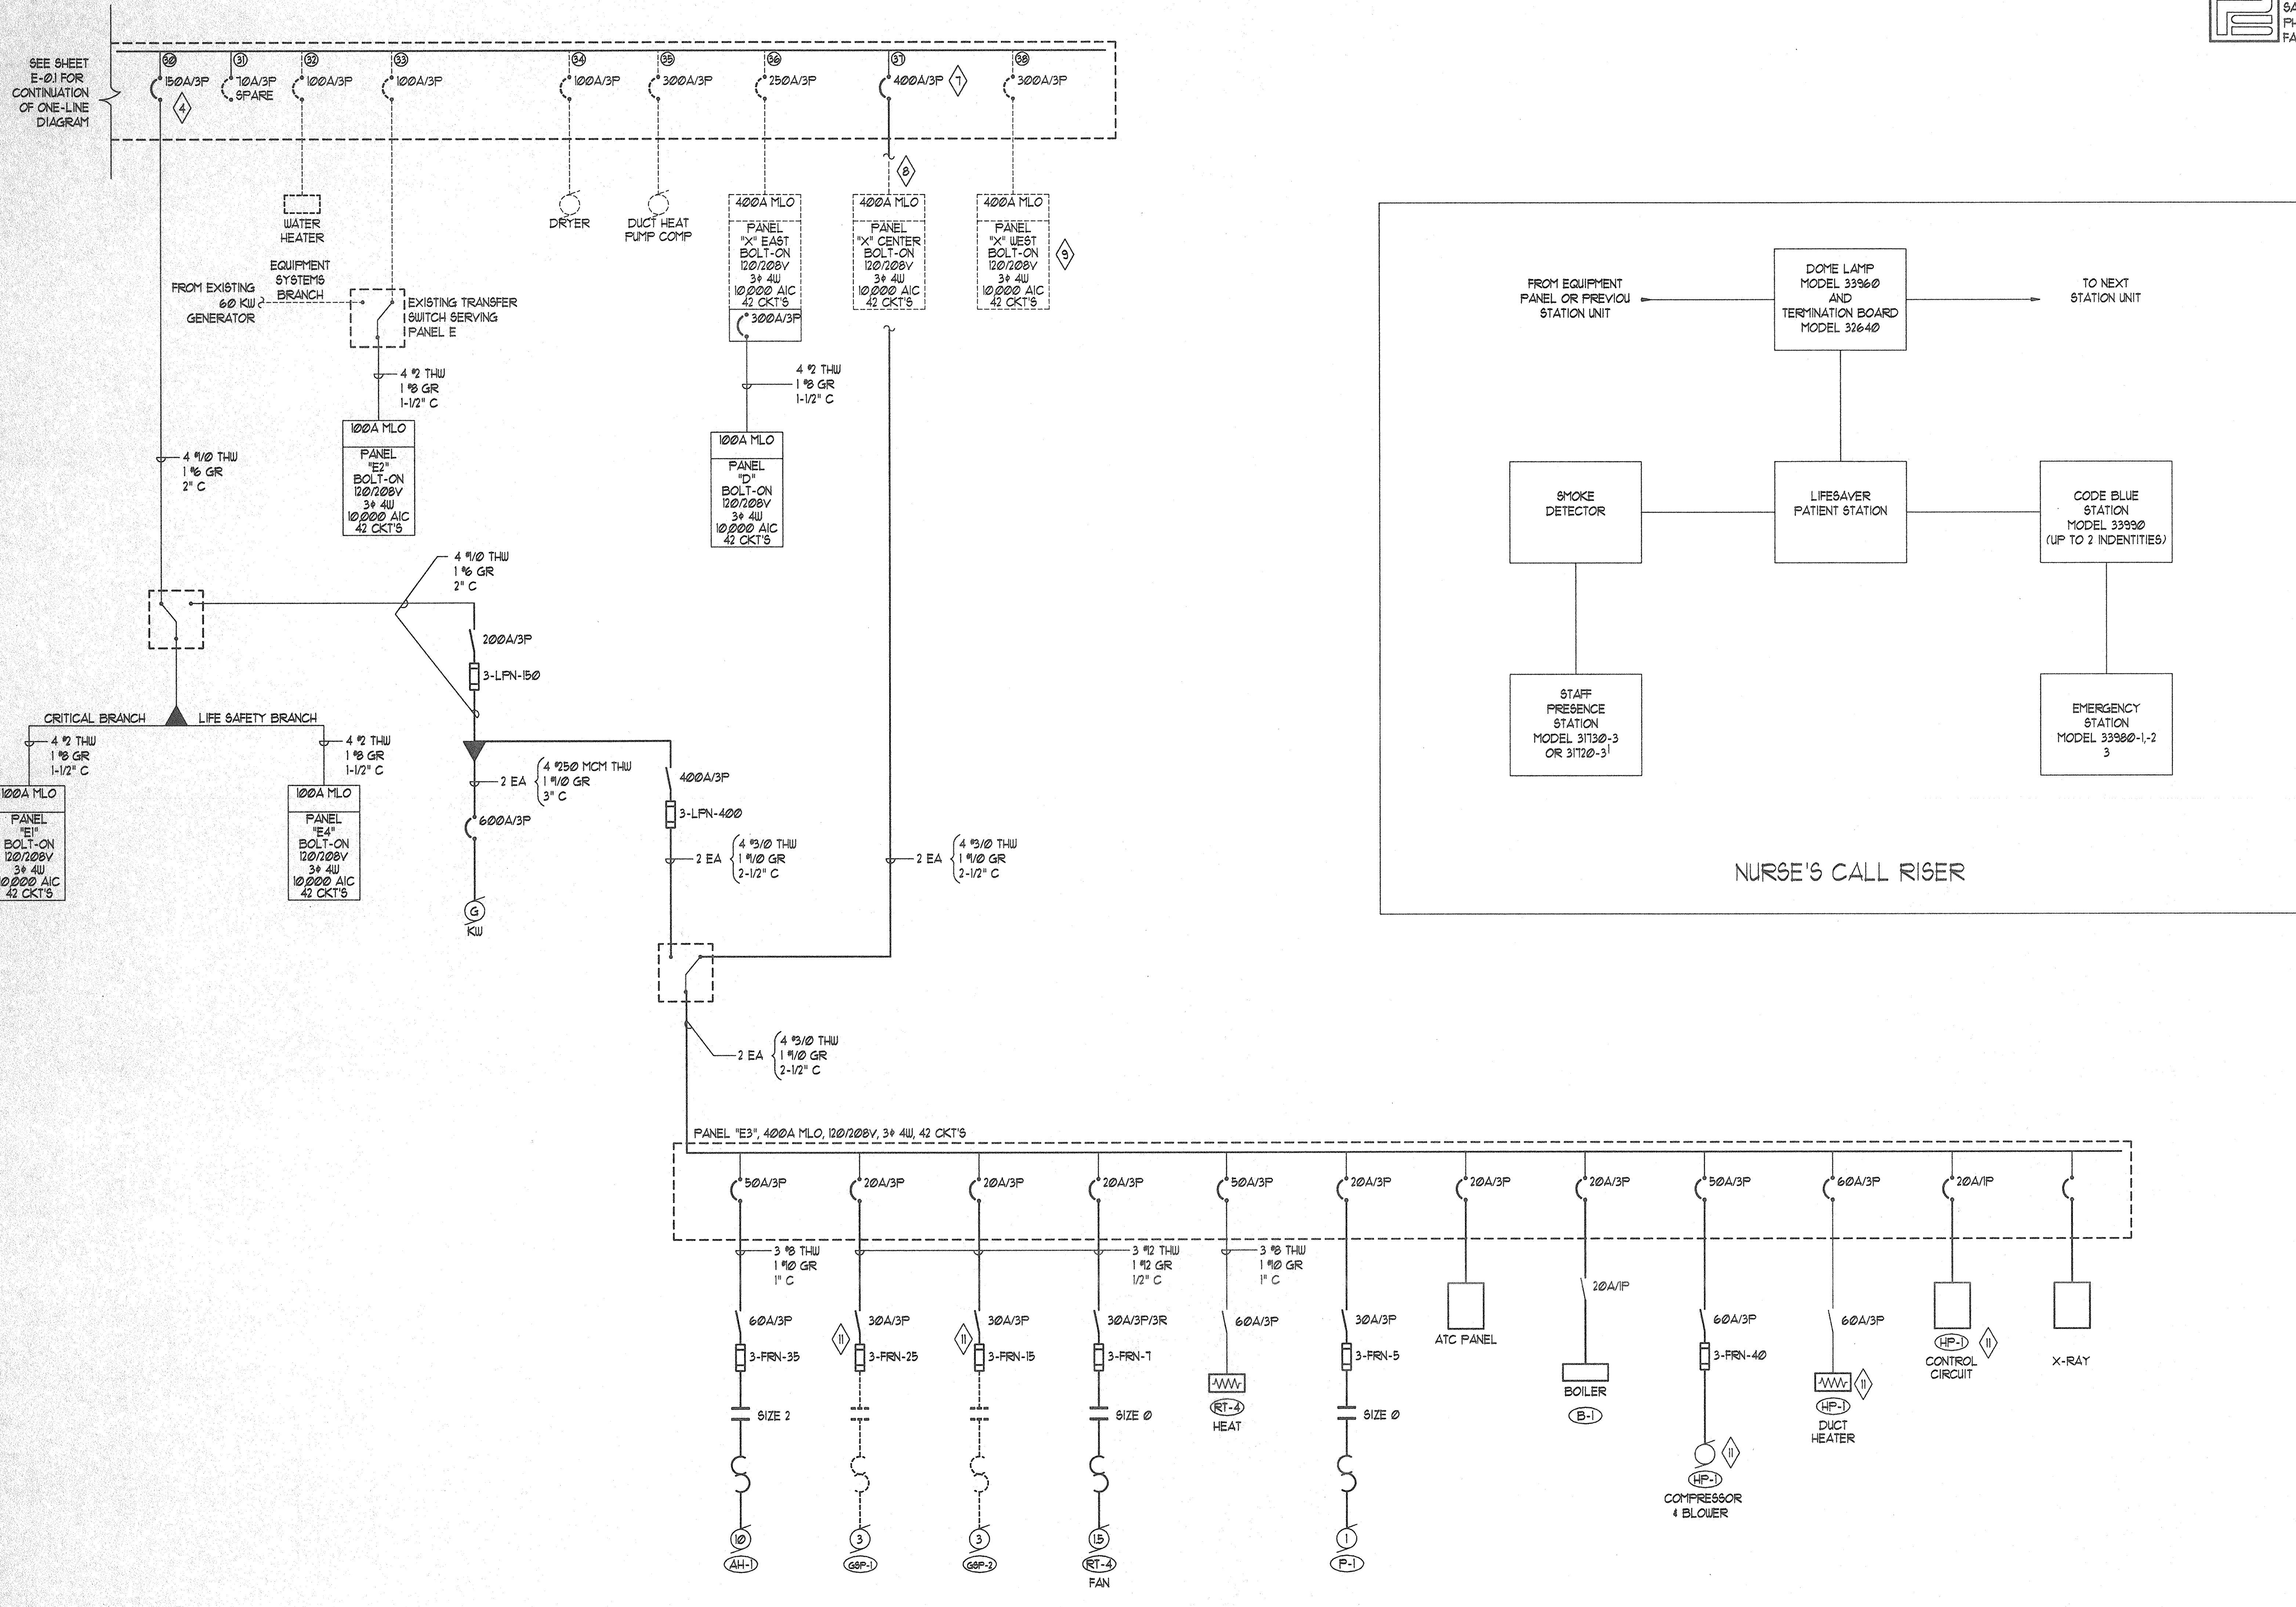 SEE SHEET
E-0.1 FOR
CONTINUATION
OF ONE-LINE
DIAGRAM
30
150A/3P
4
31
70A/3P
SPARE
32
100A/3P
33
100A/3P
34
100A/3P
35
300A/3P
36
250A/3P
37
400A/3P
7
38
300A/3P
8
WATER
HEATER
DRYER
DUCT HEAT
PUMP COMP
400A MLO
PANEL
"X" EAST
BOLT-ON
120/208V
3ϕ 4W
10,000 AIC
42 CKT'S
300A/3P
400A MLO
PANEL
"X" CENTER
BOLT-ON
120/208V
3ϕ 4W
10,000 AIC
42 CKT'S
400A MLO
PANEL
"X" WEST
BOLT-ON
120/208V
3ϕ 4W
10,000 AIC
42 CKT'S
9
EQUIPMENT
SYSTEMS
BRANCH
FROM EXISTING
60 KW
GENERATOR
EXISTING TRANSFER
SWITCH SERVING
PANEL E
4 #2 THW
1 #8 GR
1-1/2" C
4 #2 THW
1 #8 GR
1-1/2" C
100A MLO
PANEL
"E2"
BOLT-ON
120/208V
3ϕ 4W
10,000 AIC
42 CKT'S
100A MLO
PANEL
"D"
BOLT-ON
120/208V
3ϕ 4W
10,000 AIC
42 CKT'S
4 #1/0 THW
1 #6 GR
2" C
4 #1/0 THW
1 #6 GR
2" C
200A/3P
3-LPN-150
CRITICAL BRANCH
LIFE SAFETY BRANCH
4 #2 THW
1 #8 GR
1-1/2" C
4 #2 THW
1 #8 GR
1-1/2" C
100A MLO
PANEL
"E1"
BOLT-ON
120/208V
3ϕ 4W
10,000 AIC
42 CKT'S
100A MLO
PANEL
"E4"
BOLT-ON
120/208V
3ϕ 4W
10,000 AIC
42 CKT'S
2 EA
4 #250 MCM THW
1 #1/0 GR
3" C
600A/3P
G
KW
400A/3P
3-LPN-400
2 EA
4 #3/0 THW
1 #1/0 GR
2-1/2" C
2 EA
4 #3/0 THW
1 #1/0 GR
2-1/2" C
2 EA
4 #3/0 THW
1 #1/0 GR
2-1/2" C
FROM EQUIPMENT
PANEL OR PREVIOU
STATION UNIT
DOME LAMP
MODEL 33960
AND
TERMINATION BOARD
MODEL 32640
TO NEXT
STATION UNIT
SMOKE
DETECTOR
LIFESAVER
PATIENT STATION
CODE BLUE
STATION
MODEL 33990
(UP TO 2 INDENTITIES)
STAFF
PRESENCE
STATION
MODEL 31730-3
OR 31720-3
EMERGENCY
STATION
MODEL 33980-1,-2
3
NURSE'S CALL RISER
PANEL "E3", 400A MLO, 120/208V, 3ϕ 4W, 42 CKT'S
50A/3P
20A/3P
20A/3P
20A/3P
50A/3P
20A/3P
20A/3P
20A/3P
50A/3P
60A/3P
20A/1P
3 #8 THW
1 #10 GR
1" C
3 #12 THW
1 #12 GR
1/2" C
3 #8 THW
1 #10 GR
1" C
60A/3P
3-FRN-35
SIZE 2
10
AH-1
11
30A/3P
3-FRN-25
3
GSP-1
11
30A/3P
3-FRN-15
3
GSP-2
30A/3P/3R
3-FRN-7
SIZE 0
1.5
RT-4
FAN
60A/3P
RT-4
HEAT
30A/3P
3-FRN-5
SIZE 0
1
P-1
ATC PANEL
20A/1P
BOILER
B-1
60A/3P
3-FRN-40
11
HP-1
COMPRESSOR
& BLOWER
60A/3P
11
HP-1
DUCT
HEATER
HP-1
11
CONTROL
CIRCUIT
X-RAY
SA
PH
FA